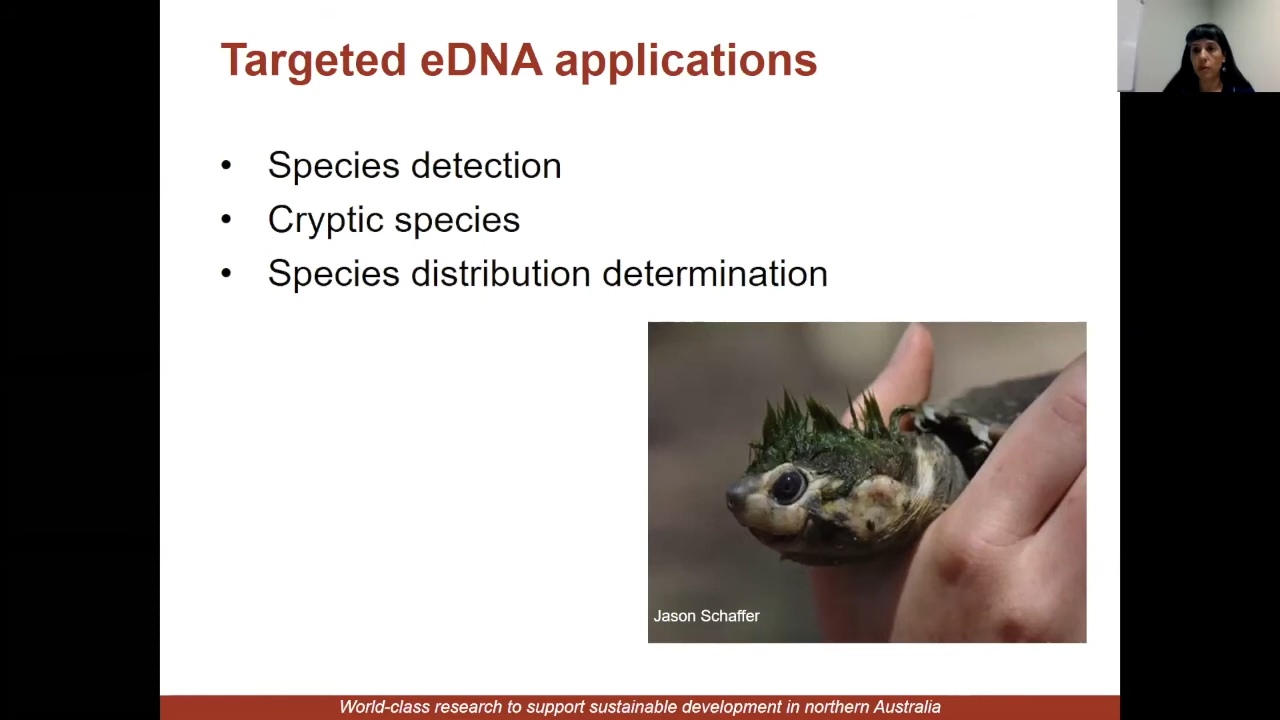 Targeted eDNA applications
• Species detection
• Cryptic species
• Species distribution determination
Jason Schaffer
World-class research to support sustainable development in northern Australia